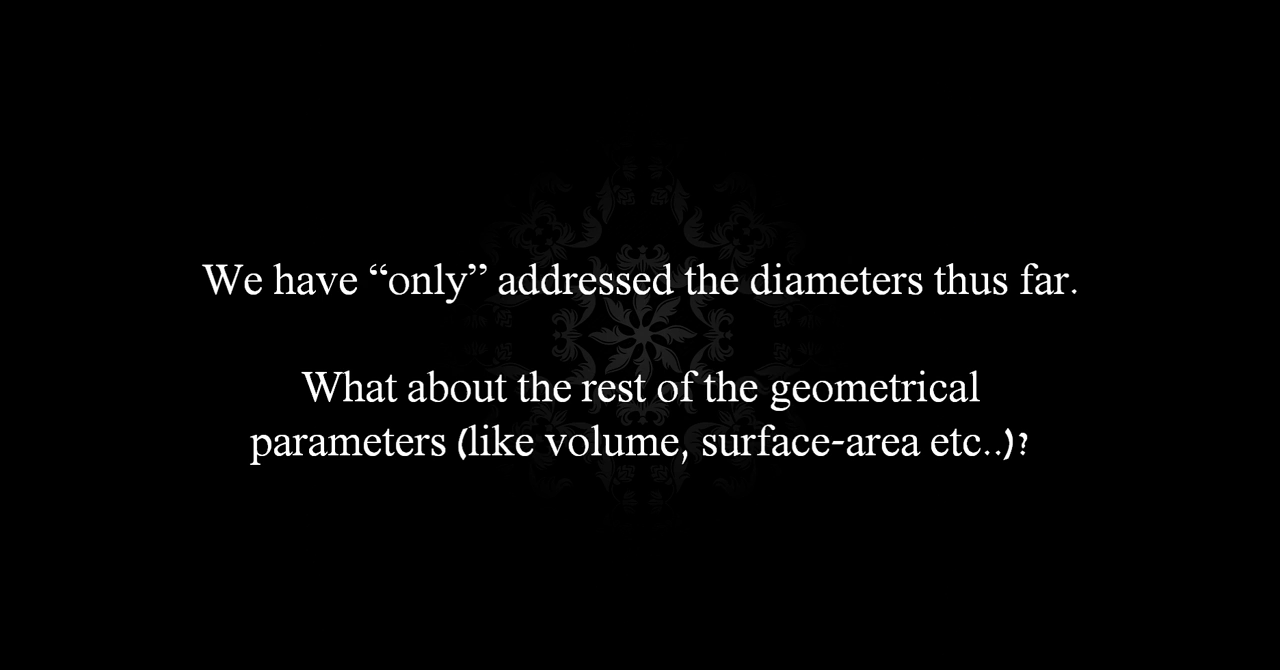 We have “only” addressed the diameters thus far.
What about the rest of the geometrical
parameters (like volume, surface-area etc..)?